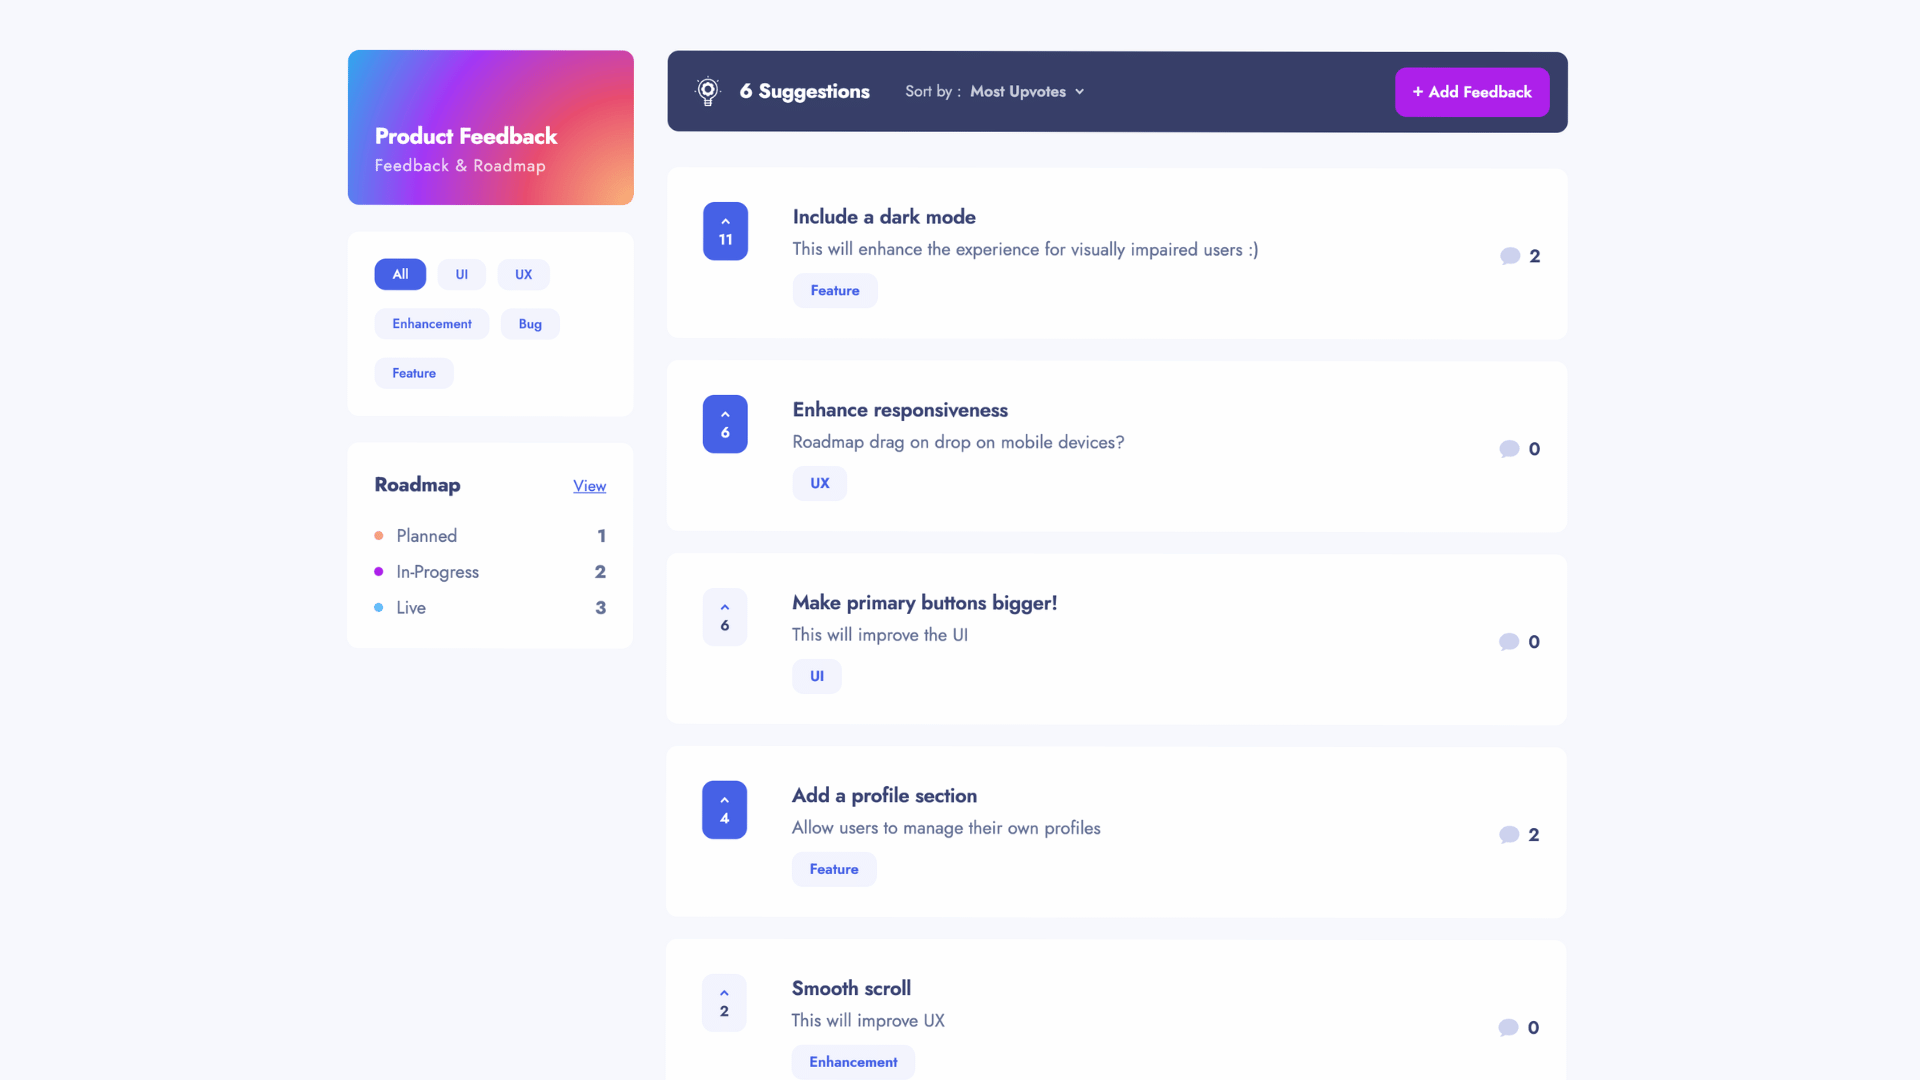 Product Feedback
Feedback & Roadmap
All UI UX
Enhancement Bug
Feature
Roadmap View
Planned 1
In-Progress 2
Live 3
6 Suggestions Sort by : Most Upvotes + Add Feedback
11
Include a dark mode
This will enhance the experience for visually impaired users :)
Feature
2
6
Enhance responsiveness
Roadmap drag on drop on mobile devices?
UX
0
6
Make primary buttons bigger!
This will improve the UI
UI
0
4
Add a profile section
Allow users to manage their own profiles
Feature
2
2
Smooth scroll
This will improve UX
Enhancement
0